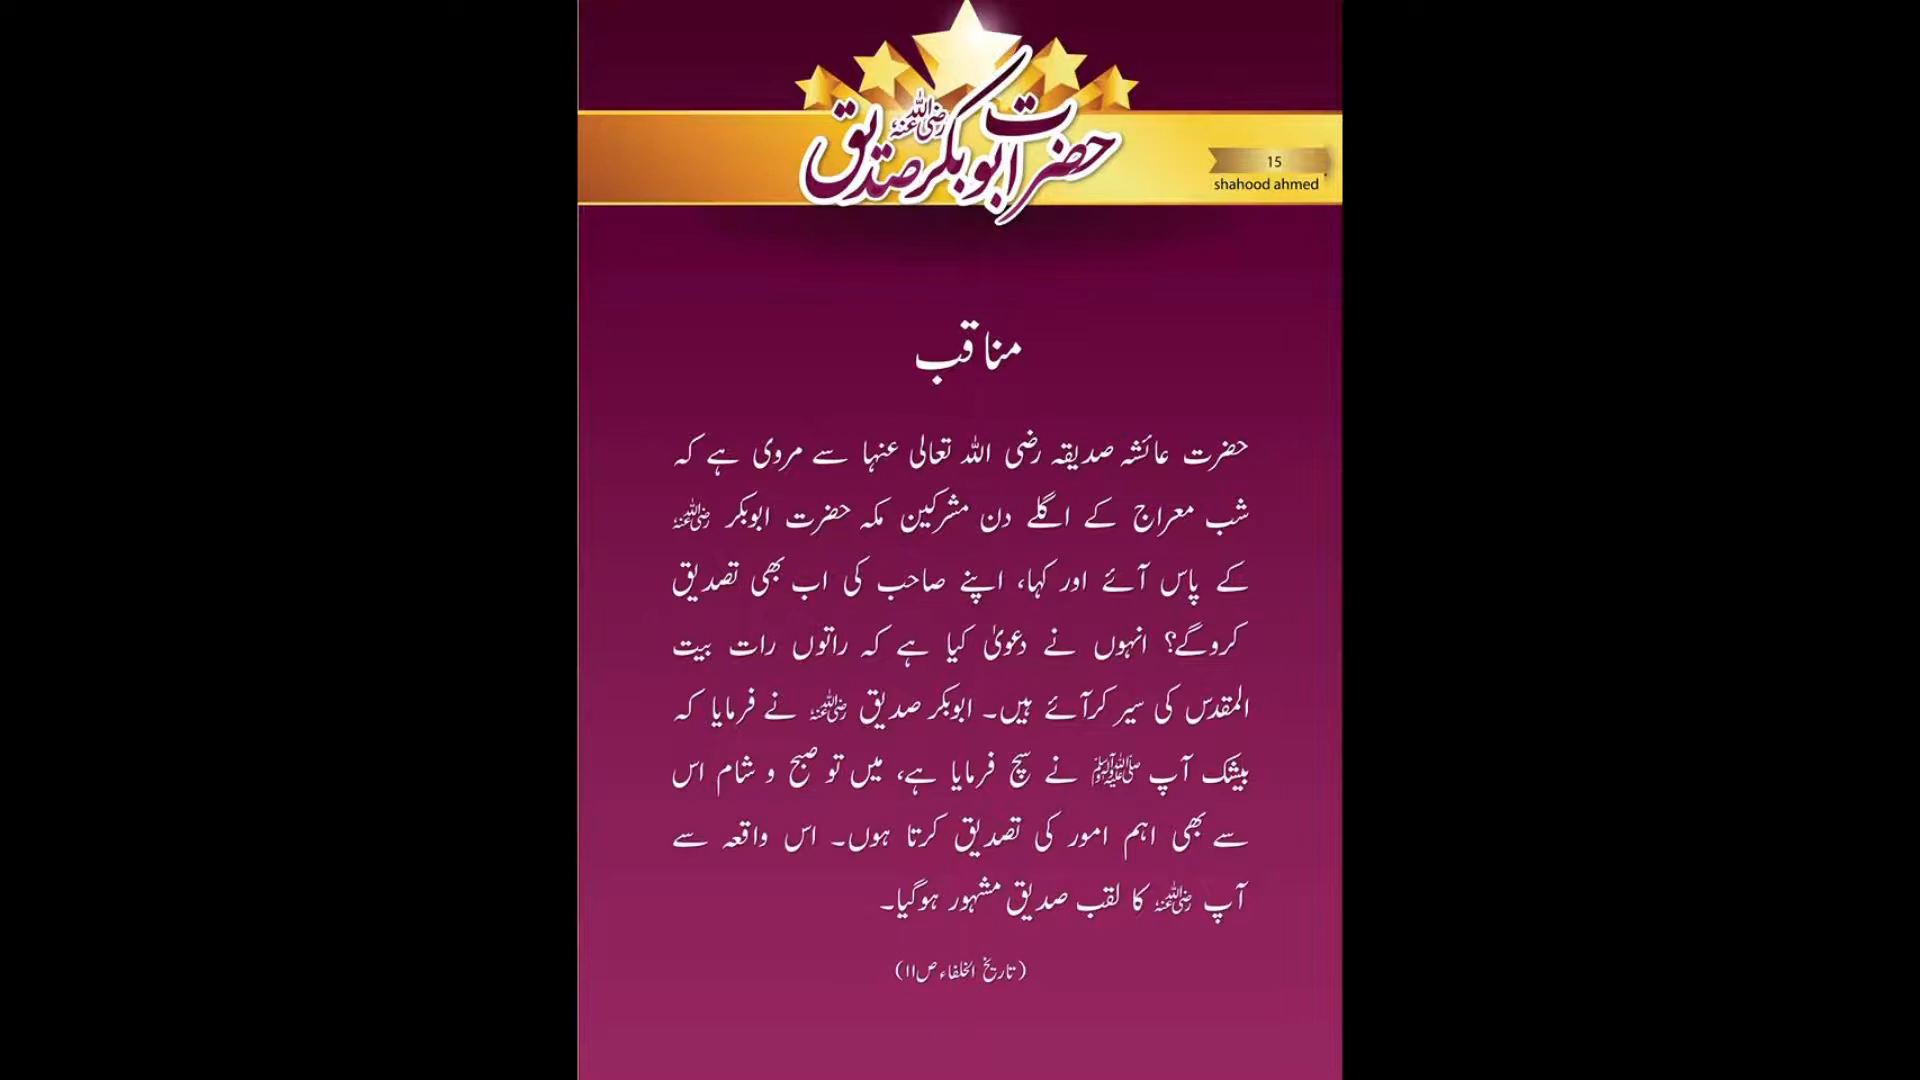 حضرت ابوبکر صدیق رضی اللہ عنہ
15
shahood ahmed
مناقب
حضرت عائشہ صدیقہ رضی اللہ تعالی عنہا سے مروی ہے کہ
شب معراج کے اگلے دن مشرکین مکہ حضرت ابوبکر رضی اللہ عنہ
کے پاس آئے اور کہا، اپنے صاحب کی اب بھی تصدیق
کروگے؟ انہوں نے دعویٰ کیا ہے کہ راتوں رات بیت
المقدس کی سیر کرآئے ہیں۔ ابوبکر صدیق رضی اللہ عنہ نے فرمایا کہ
بیشک آپ ﷺ نے سچ فرمایا ہے، میں تو صبح و شام اس
سے بھی اہم امور کی تصدیق کرتا ہوں۔ اس واقعہ سے
آپ رضی اللہ عنہ کا لقب صدیق مشہور ہوگیا۔
(تاریخ الخلفاء ص۱۱)